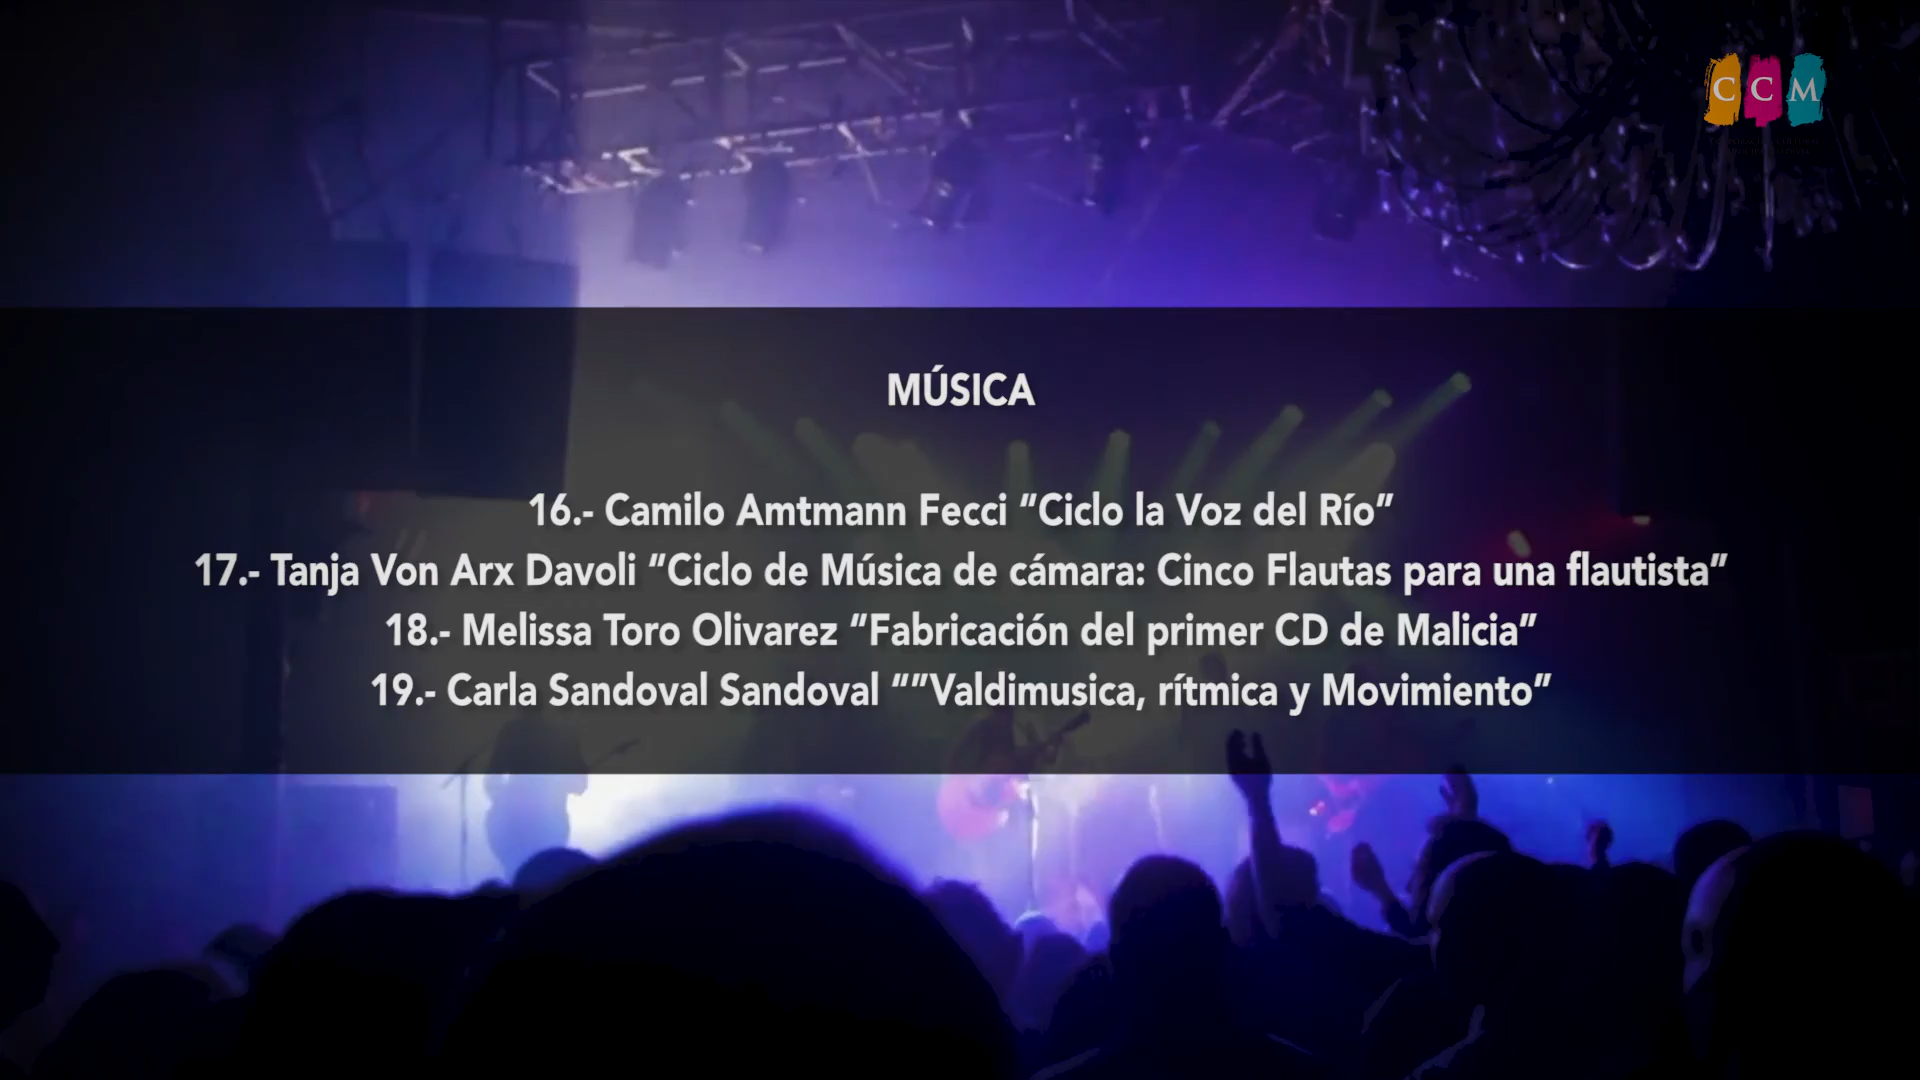 CCM
MÚSICA
16.- Camilo Amtmann Fecci “Ciclo la Voz del Río”
17.- Tanja Von Arx Davoli “Ciclo de Música de cámara: Cinco Flautas para una flautista”
18.- Melissa Toro Olivarez “Fabricación del primer CD de Malicia”
19.- Carla Sandoval Sandoval “”Valdimusica, rítmica y Movimiento”